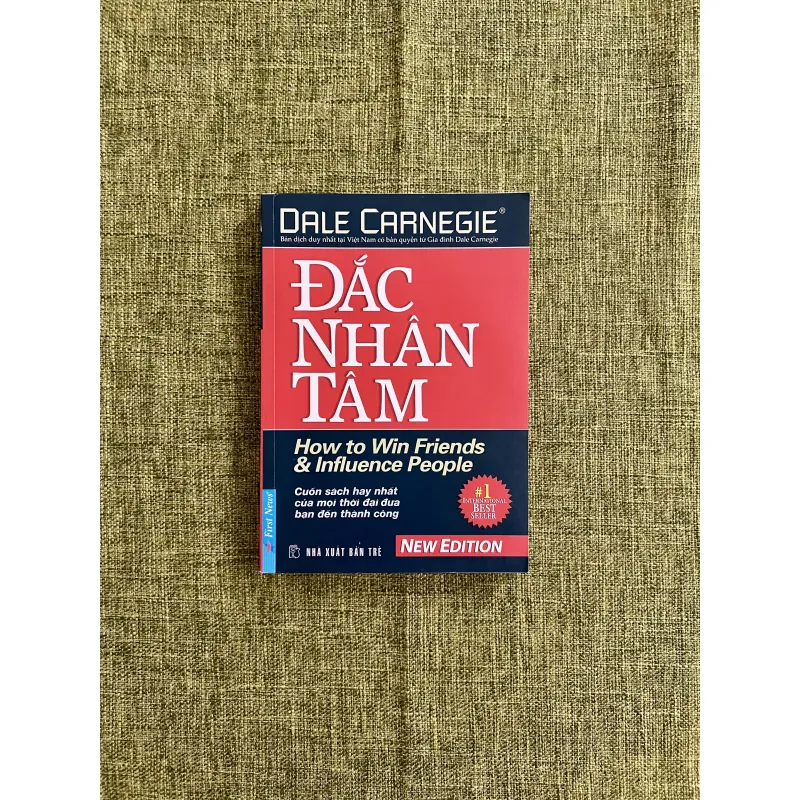 DALE CARNEGIE®
Bản dịch duy nhất tại Việt Nam có bản quyền từ Gia đình Dale Carnegie
ĐẮC
NHÂN
TÂM
How to Win Friends
& Influence People
Cuốn sách hay nhất
của mọi thời đại đưa
bạn đến thành công
#1
INTERNATIONAL
BEST
SELLER
First News
NHÀ XUẤT BẢN TRẺ
NEW EDITION